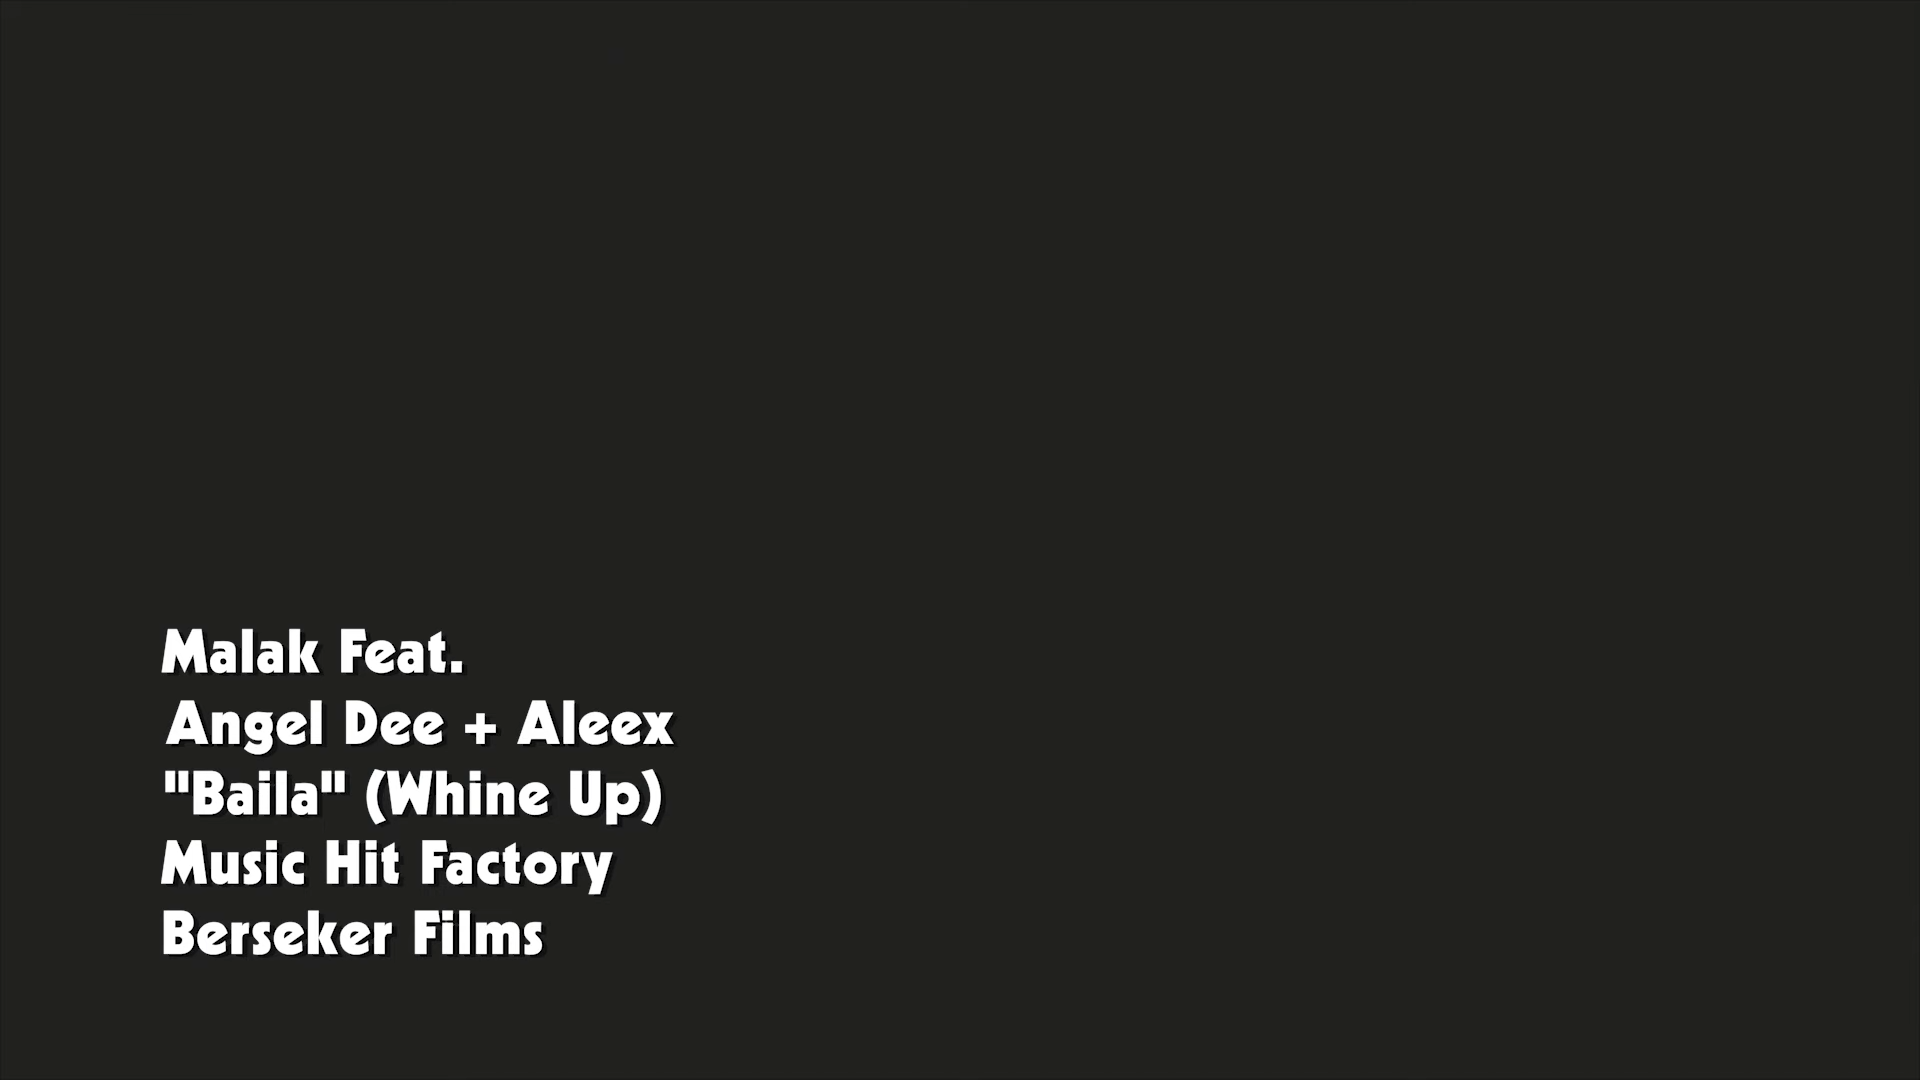 Malak Feat.
Angel Dee + Aleex
"Baila" (Whine Up)
Music Hit Factory
Berseker Films